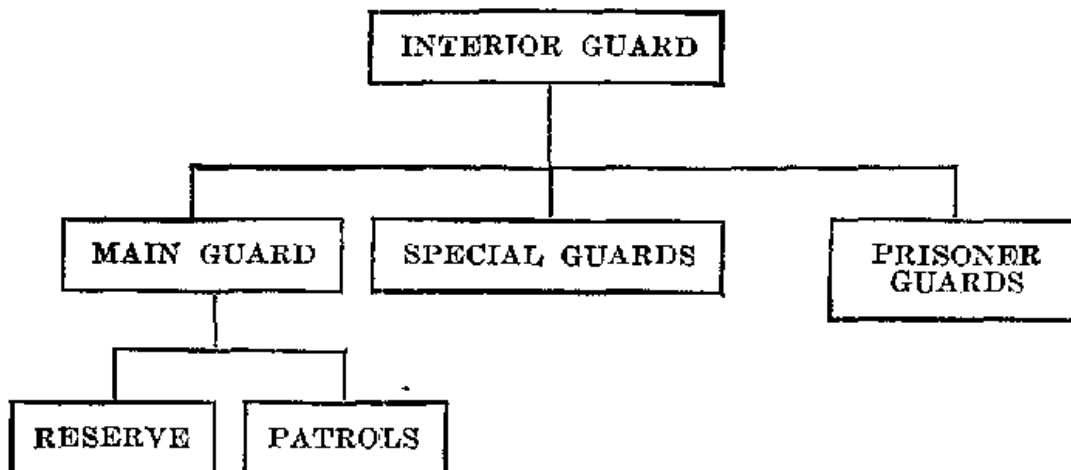 INTERIOR GUARD
MAIN GUARD
SPECIAL GUARDS
PRISONER
GUARDS
RESERVE
PATROLS